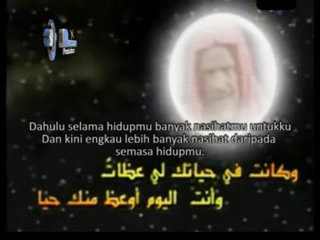 Dahulu selama hidupmu banyak nasihatmu untukku
Dan kini engkau lebih banyak nasihat daripada
semasa hidupmu.
وكانت في حياتك لي عظاتٌ
وأنت اليوم أوعظ منك حيا